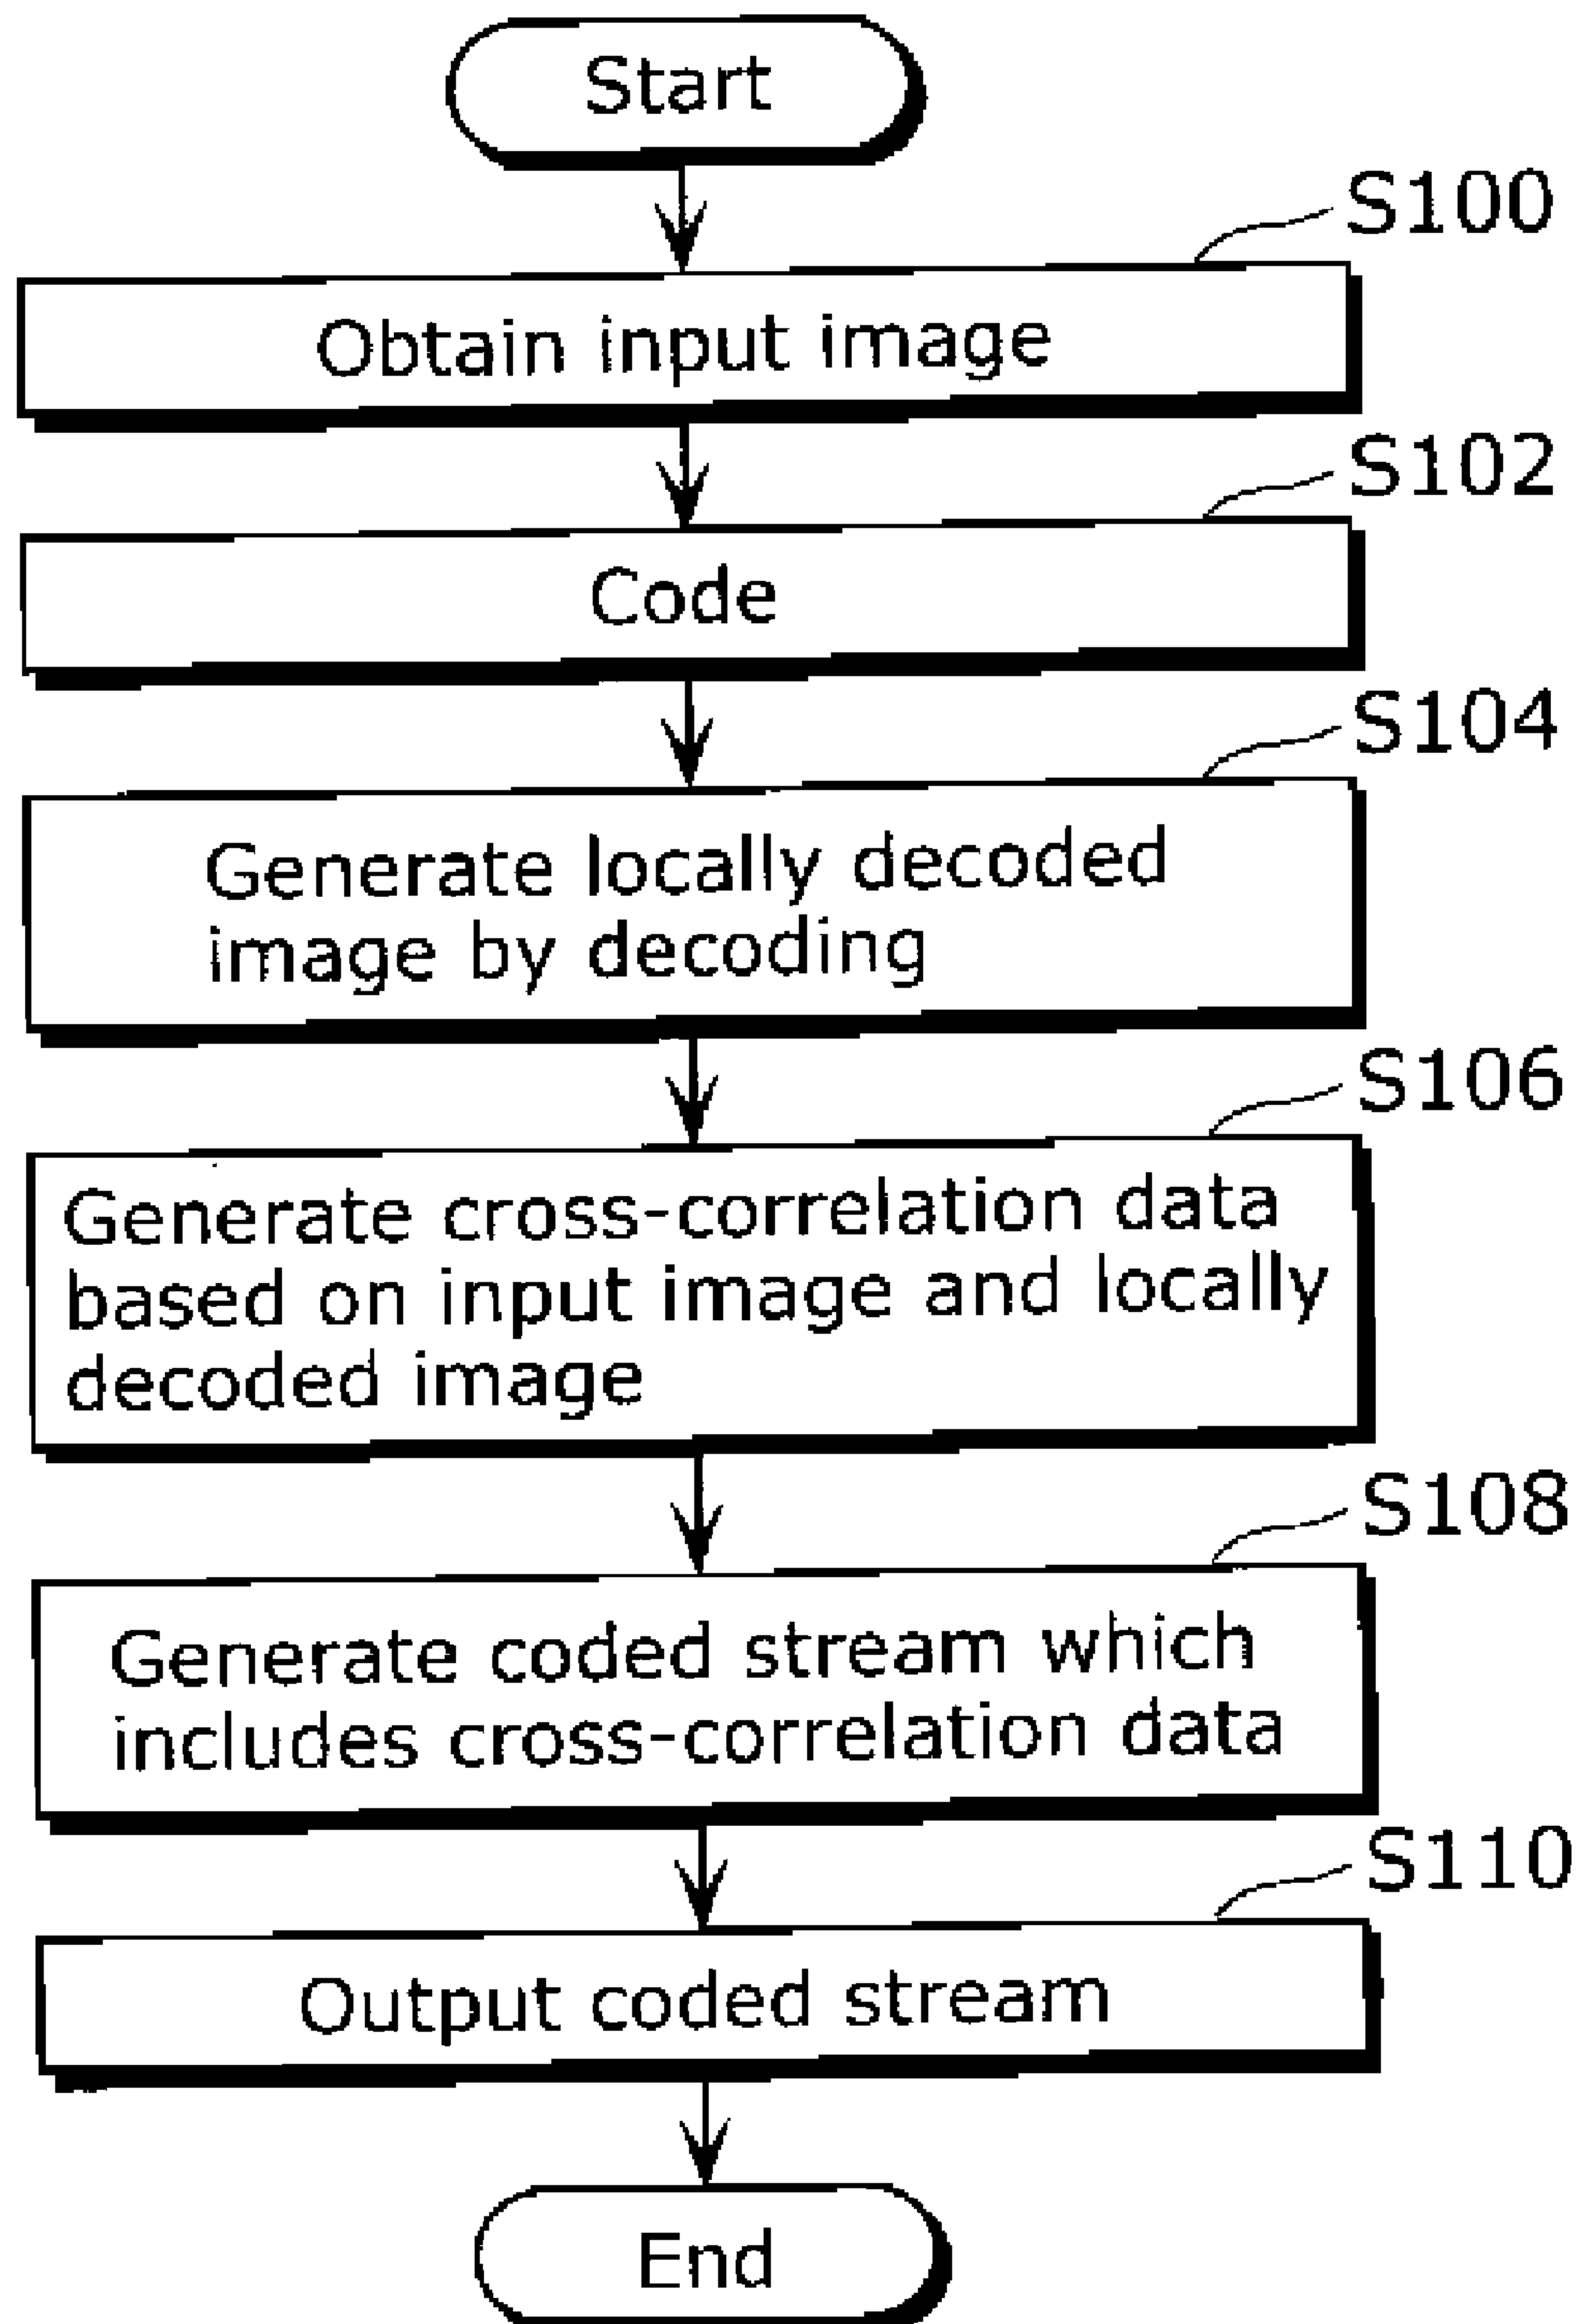 Start
S100
Obtain input image
S102
Code
S104
Generate locally decoded
image by decoding
S106
Generate cross-correlation data
based on input image and locally
decoded image
S108
Generate coded stream which
includes cross-correlation data
S110
Output coded stream
End